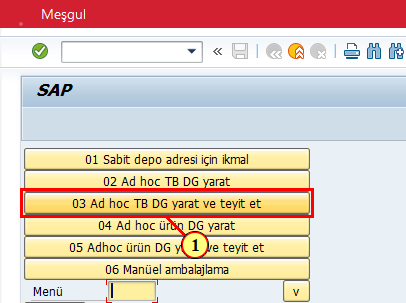 Meşgul
SAP
01 Sabit depo adresi için ikmal
02 Ad hoc TB DG yarat
03 Ad hoc TB DG yarat ve teyit et
04 Ad hoc ürün DG yarat
05 Adhoc ürün DG ve teyit et
1
06 Manüel ambalajlama
Menü
v